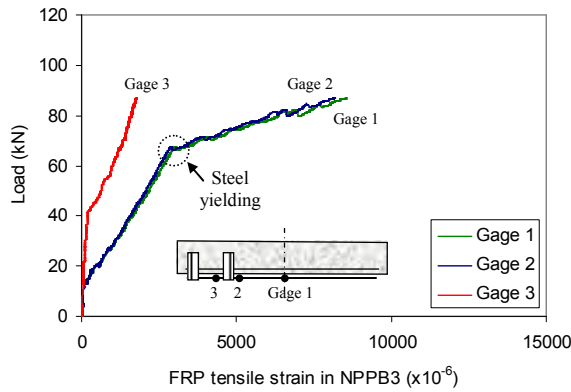 120
100
80
60
40
20
0
Load (kN)
Gage 3
Gage 2
Gage 1
Steel
yielding
3 2 Gage 1
Gage 1
Gage 2
Gage 3
0 5000 10000 15000
FRP tensile strain in NPPB3 (x10-6)